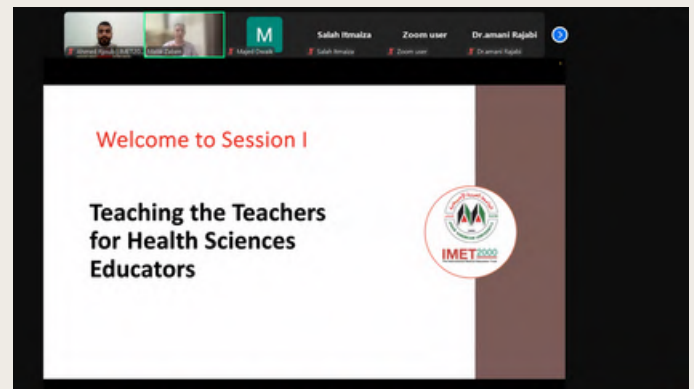 M
Salah Itmaiza
Zoom user
Dr.amani Rajabi
Majed Dwaik
Salah Itmaiza
Zoom user
Dr.amani Rajabi
Welcome to Session I
Teaching the Teachers
for Health Sciences
Educators
IMET2000